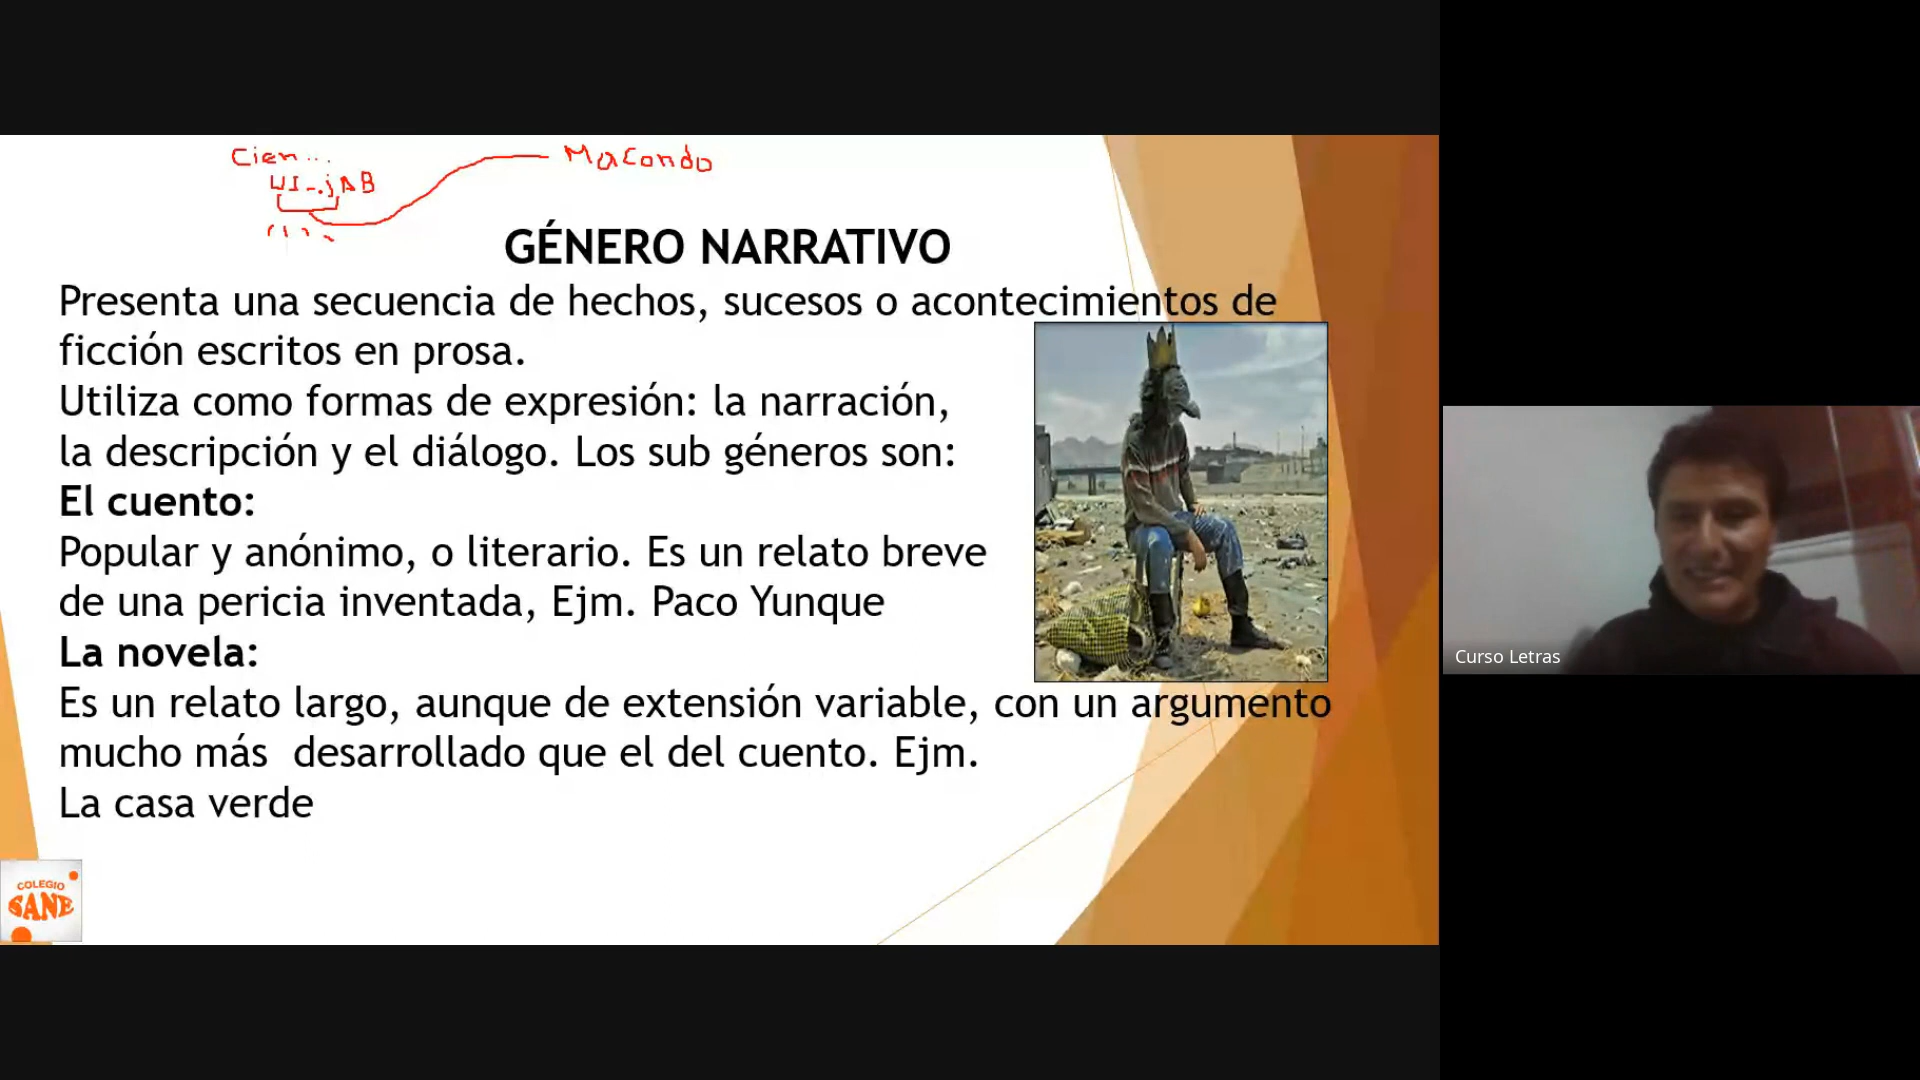 Cien... Macondo
UI-.jAB
GÉNERO NARRATIVO
Presenta una secuencia de hechos, sucesos o acontecimientos de
ficción escritos en prosa.
Utiliza como formas de expresión: la narración,
la descripción y el diálogo. Los sub géneros son:
El cuento:
Popular y anónimo, o literario. Es un relato breve
de una pericia inventada, Ejm. Paco Yunque
La novela:
Es un relato largo, aunque de extensión variable, con un argumento
mucho más desarrollado que el del cuento. Ejm.
La casa verde
COLEGIO
SANE
Curso Letras